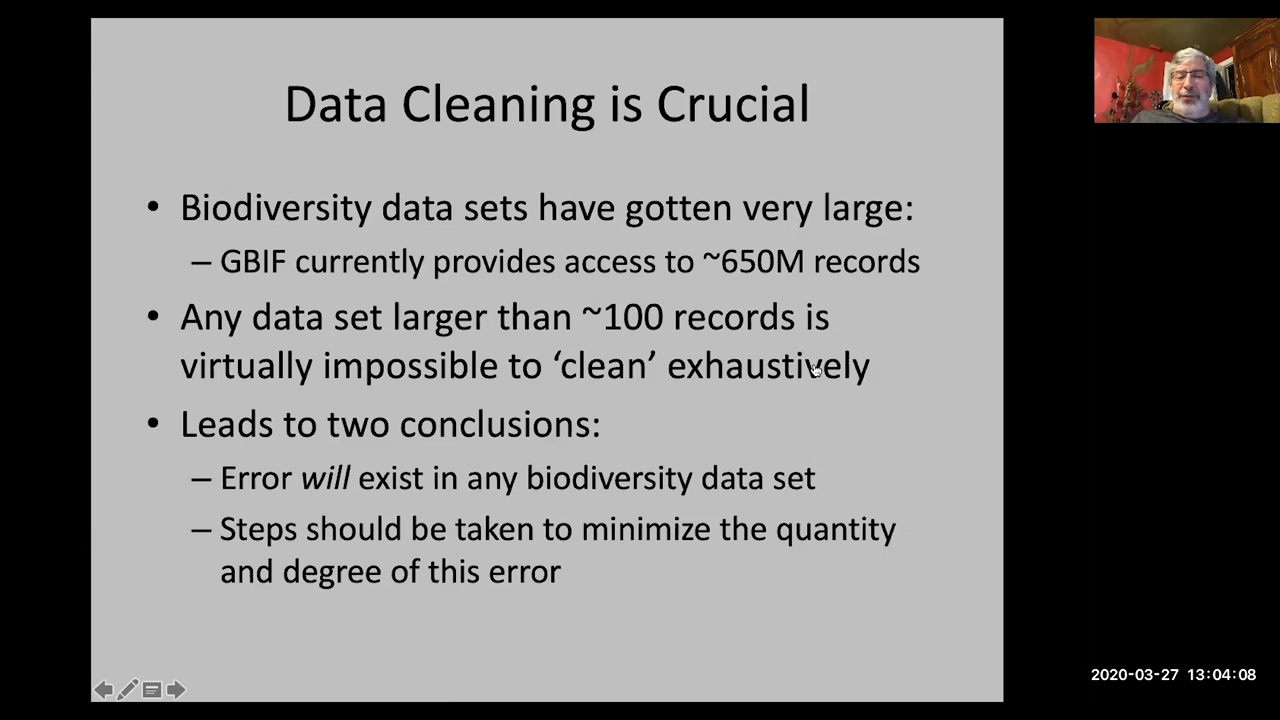 Data Cleaning is Crucial
• Biodiversity data sets have gotten very large:
– GBIF currently provides access to ~650M records
• Any data set larger than ~100 records is
virtually impossible to ‘clean’ exhaustively
• Leads to two conclusions:
– Error will exist in any biodiversity data set
– Steps should be taken to minimize the quantity
and degree of this error
2020-03-27 13:04:08